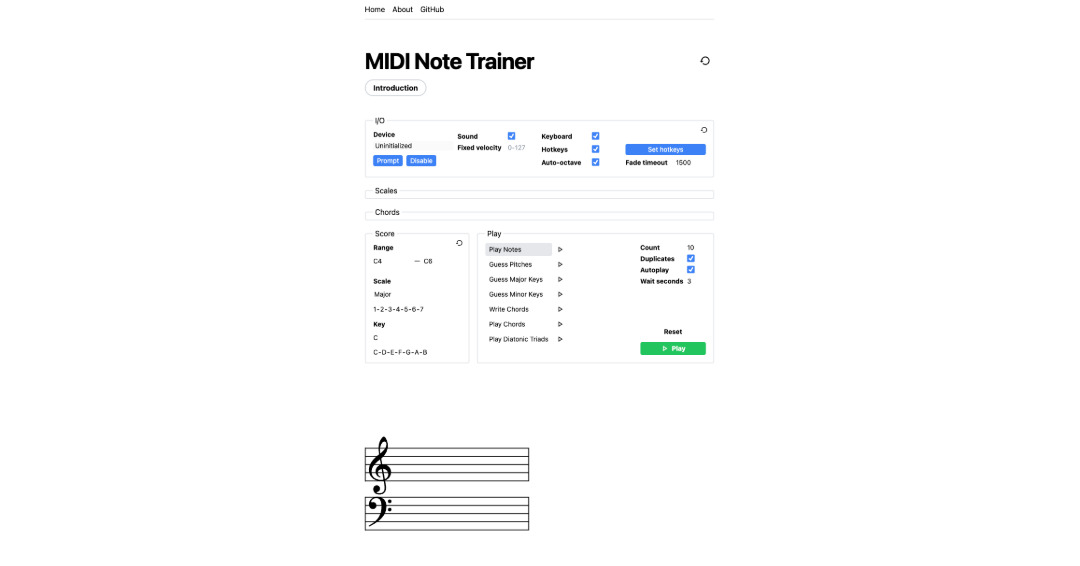 Home About GitHub
MIDI Note Trainer
Introduction
I/O
Device
Uninitialized
Prompt Disable
Sound
Fixed velocity 0-127
Keyboard
Hotkeys
Auto-octave
Set hotkeys
Fade timeout 1500
Scales
Chords
Score
Range
C4 — C6
Scale
Major
1-2-3-4-5-6-7
Key
C
C-D-E-F-G-A-B
Play
Play Notes
Guess Pitches
Guess Major Keys
Guess Minor Keys
Write Chords
Play Chords
Play Diatonic Triads
Count 10
Duplicates
Autoplay
Wait seconds 3
Reset
Play